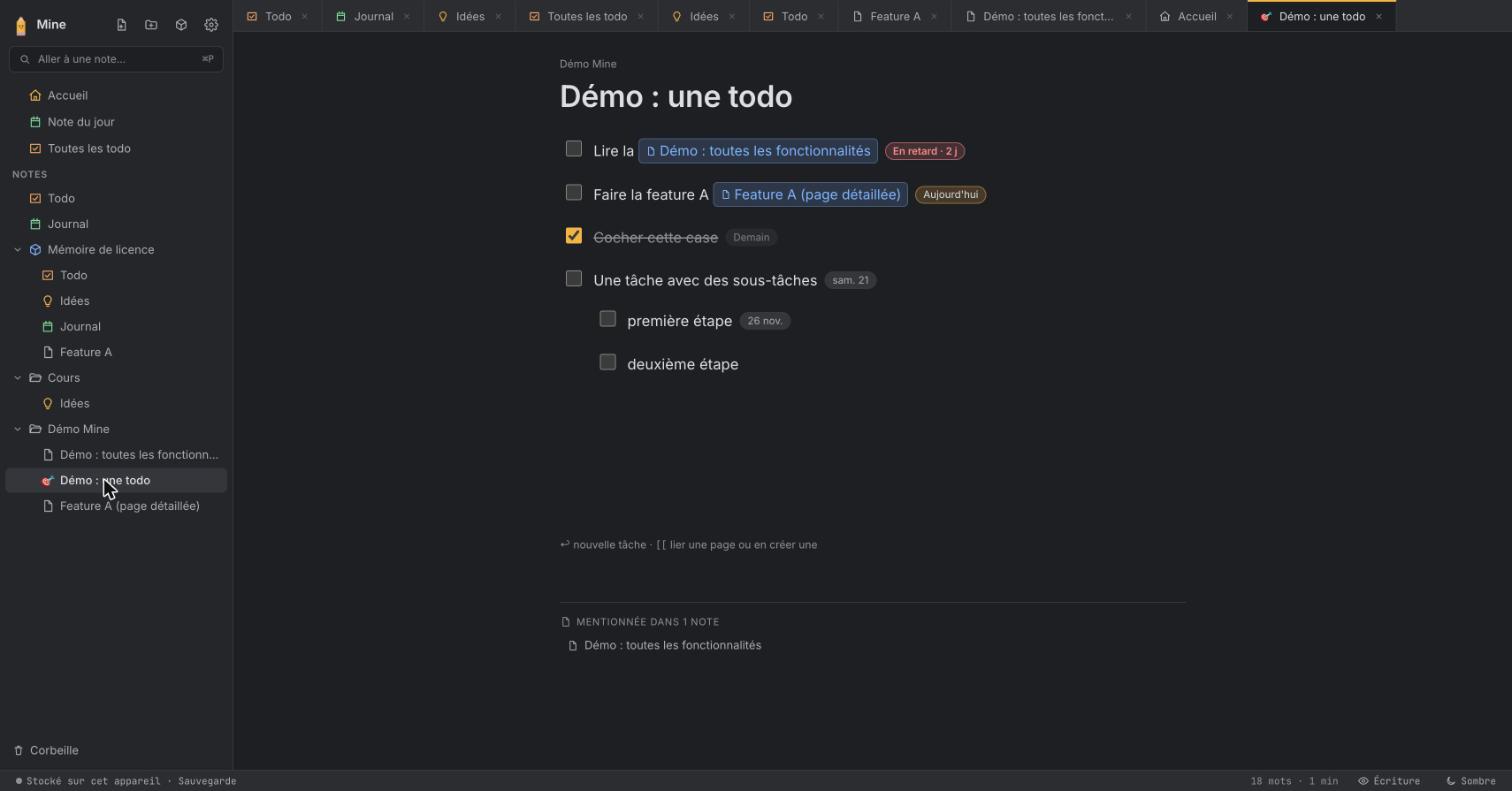 Mine
Aller à une note... ⌘P
Accueil
Note du jour
Toutes les todo
NOTES
Todo
Journal
Mémoire de licence
Todo
Idées
Journal
Feature A
Cours
Idées
Démo Mine
Démo : toutes les fonctionn...
Démo : une todo
Feature A (page détaillée)
Corbeille
Todo × Journal × Idées × Toutes les todo × Idées × Todo × Feature A × Démo : toutes les fonct... × Accueil × Démo : une todo ×
Démo Mine
Démo : une todo
Lire la Démo : toutes les fonctionnalités En retard · 2 j
Faire la feature A Feature A (page détaillée) Aujourd'hui
Cocher cette case Demain
Une tâche avec des sous-tâches sam. 21
première étape 26 nov.
deuxième étape
↩ nouvelle tâche · [[ lier une page ou en créer une
MENTIONNÉE DANS 1 NOTE
Démo : toutes les fonctionnalités
Stocké sur cet appareil · Sauvegarde
18 mots · 1 min Écriture Sombre